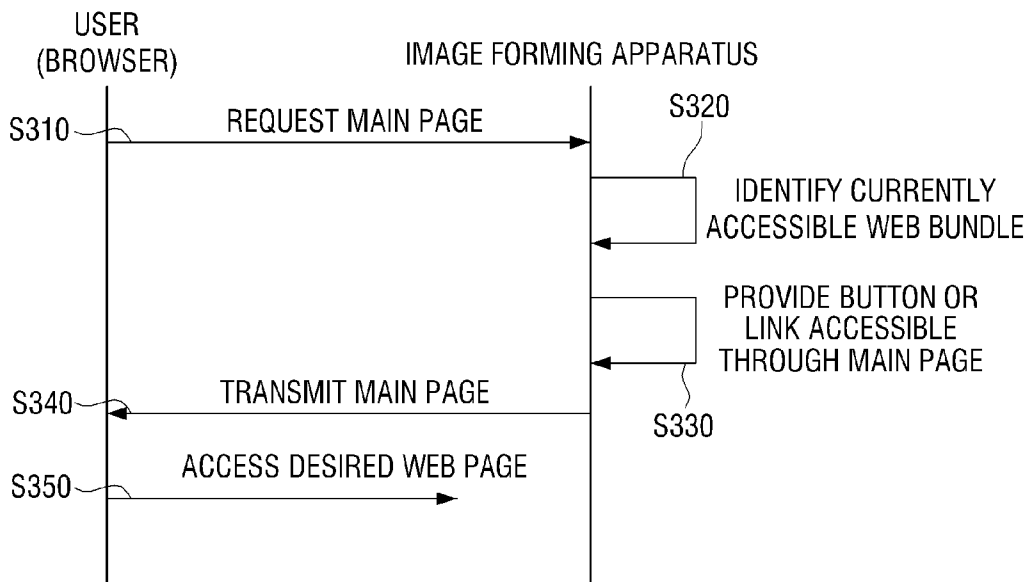 USER
(BROWSER)
IMAGE FORMING APPARATUS
S310
REQUEST MAIN PAGE
S320
IDENTIFY CURRENTLY
ACCESSIBLE WEB BUNDLE
PROVIDE BUTTON OR
LINK ACCESSIBLE
THROUGH MAIN PAGE
S330
S340
TRANSMIT MAIN PAGE
S350
ACCESS DESIRED WEB PAGE